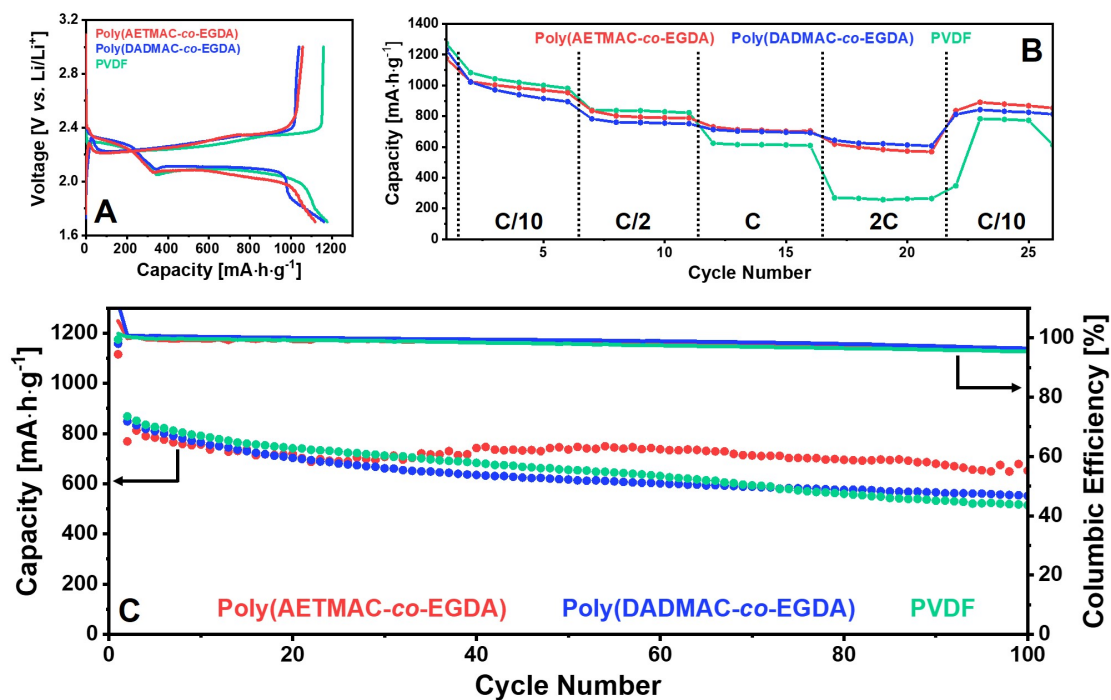 3.2
2.8
2.4
2.0
1.6
Voltage [V vs. Li/Li⁺]
Poly(AETMAC-co-EGDA)
Poly(DADMAC-co-EGDA)
PVDF
A
0 200 400 600 800 1000 1200
Capacity [mA·h·g⁻¹]
1400
1200
1000
800
600
400
200
0
Capacity [mA·h·g⁻¹]
Poly(AETMAC-co-EGDA) Poly(DADMAC-co-EGDA) PVDF
B
C/10 C/2 C 2C C/10
5 10 15 20 25
Cycle Number
1200
1000
800
600
400
200
0
Capacity [mA·h·g⁻¹]
100
80
60
40
20
0
Columbic Efficiency [%]
C
Poly(AETMAC-co-EGDA) Poly(DADMAC-co-EGDA) PVDF
0 20 40 60 80 100
Cycle Number